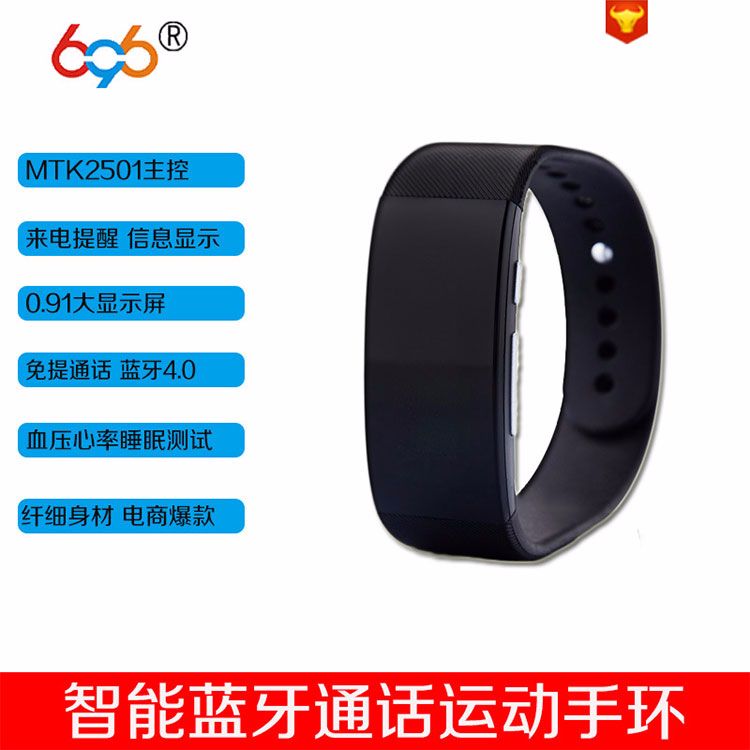 696®
MTK2501主控
来电提醒 信息显示
0.91大显示屏
免提通话 蓝牙4.0
血压心率睡眠测试
纤细身材 电商爆款
智能蓝牙通话运动手环